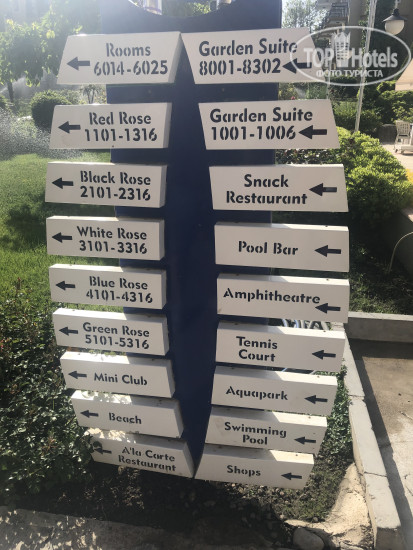 Rooms
6014-6025
Red Rose
1101-1316
Black Rose
2101-2316
White Rose
3101-3316
Blue Rose
4101-4316
Green Rose
5101-5316
Mini Club
Beach
A'la Carte
Restaurant
Garden Suite
8001-8302
Garden Suite
1001-1006
Snack
Restaurant
Pool Bar
Amphitheatre
Tennis
Court
Aquapark
Swimming
Pool
Shops
TopHotels
ФОТО ТУРИСТА